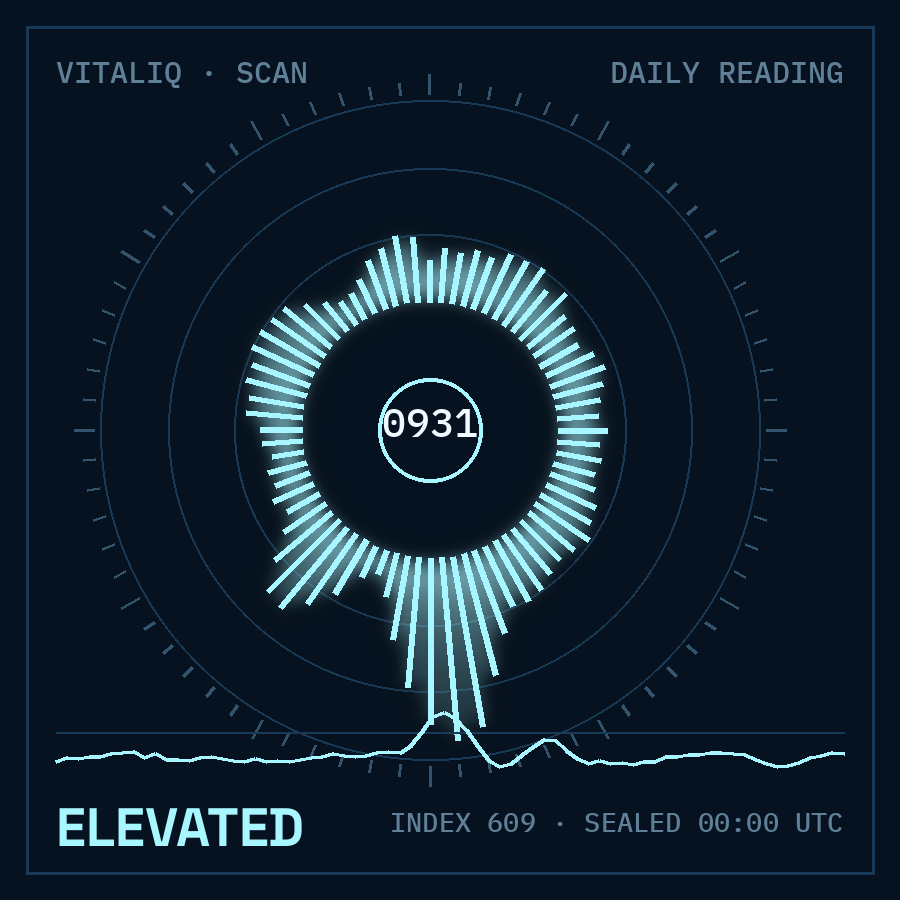 VITALIQ · SCAN
DAILY READING
0931
ELEVATED
INDEX 609 · SEALED 00:00 UTC